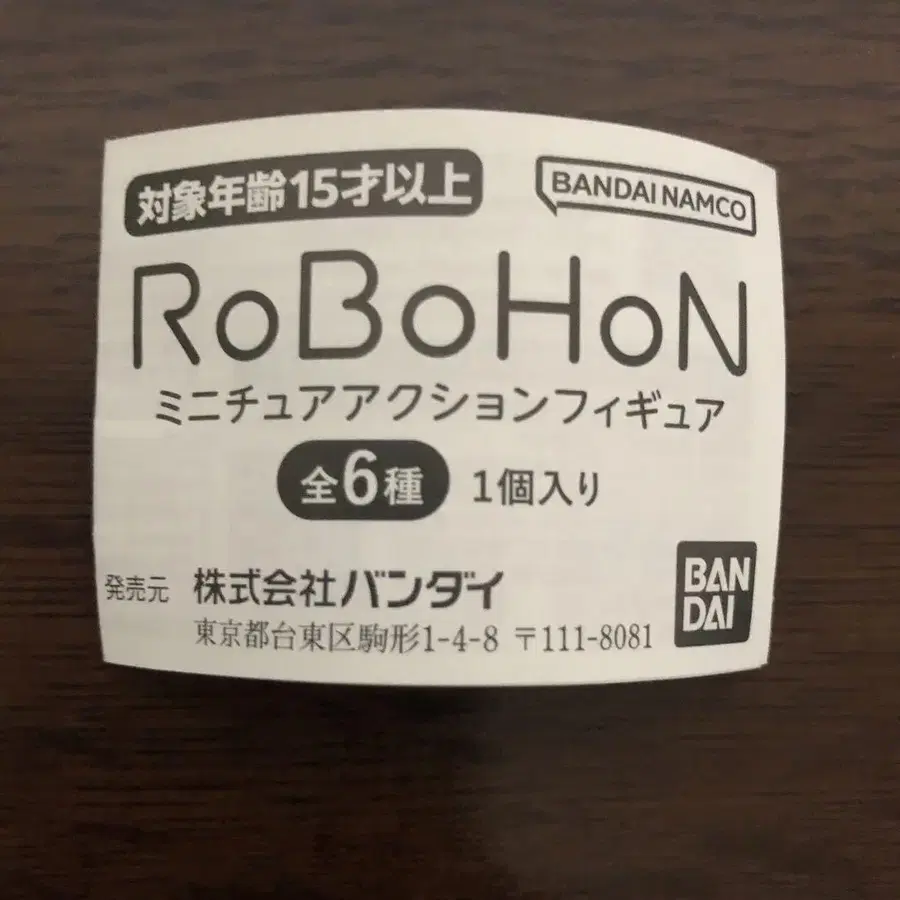 対象年齢15才以上
BANDAI NAMCO
RoBoHoN
ミニチュアアクションフィギュア
全6種 1個入り
発売元 株式会社バンダイ
東京都台東区駒形1-4-8 〒111-8081
BAN
DAI